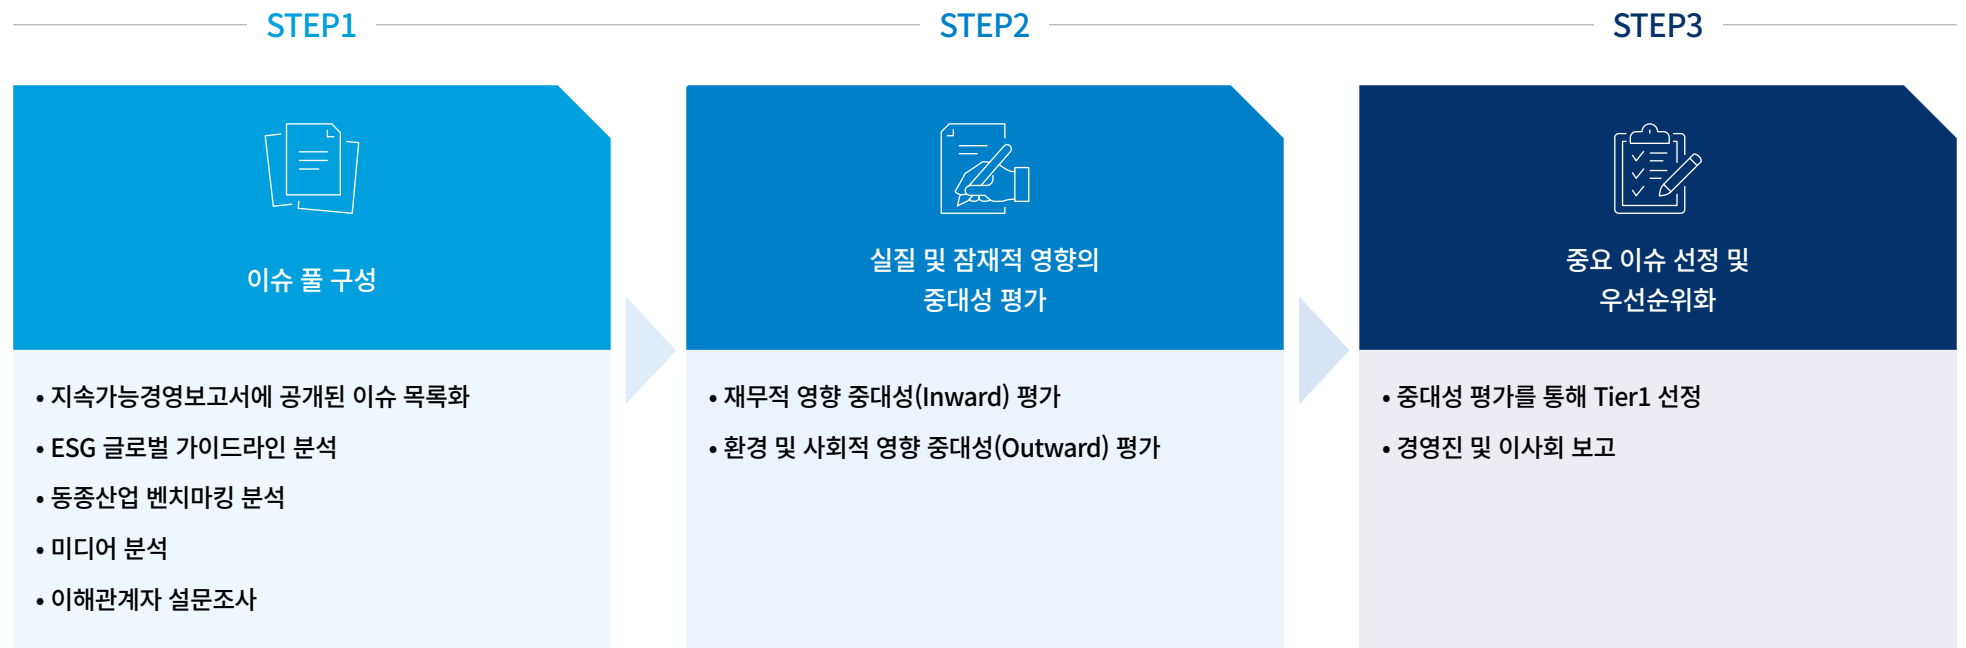 STEP1
이슈 풀 구성
• 지속가능경영보고서에 공개된 이슈 목록화
• ESG 글로벌 가이드라인 분석
• 동종산업 벤치마킹 분석
• 미디어 분석
• 이해관계자 설문조사
STEP2
실질 및 잠재적 영향의
중대성 평가
• 재무적 영향 중대성(Inward) 평가
• 환경 및 사회적 영향 중대성(Outward) 평가
STEP3
중요 이슈 선정 및
우선순위화
• 중대성 평가를 통해 Tier1 선정
• 경영진 및 이사회 보고